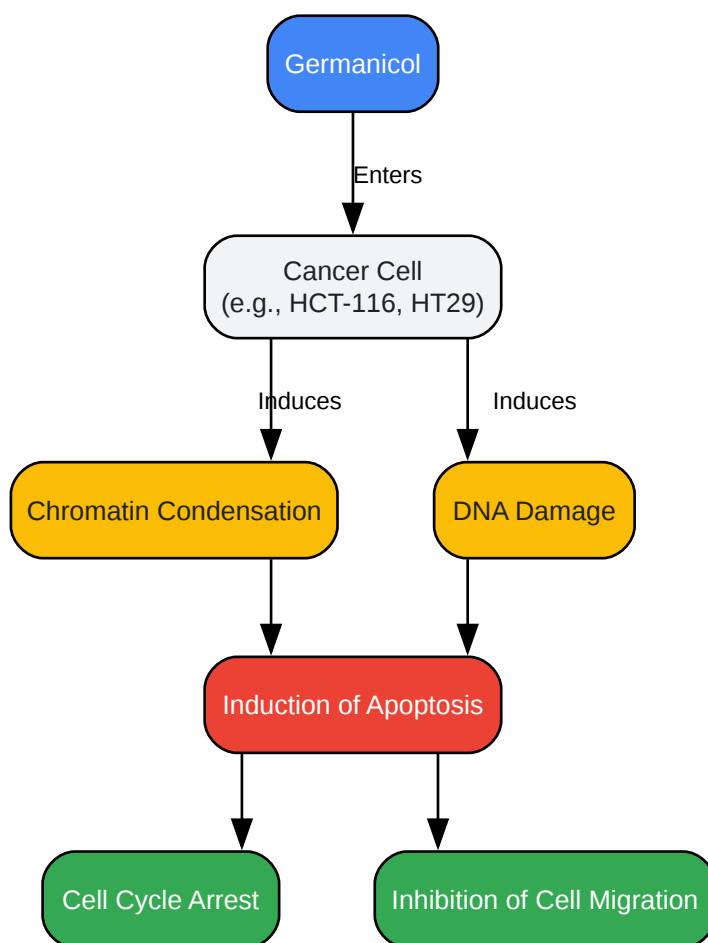 Germanicol
Enters
Cancer Cell
(e.g., HCT-116, HT29)
Induces
Induces
Chromatin Condensation
DNA Damage
Induction of Apoptosis
Cell Cycle Arrest
Inhibition of Cell Migration